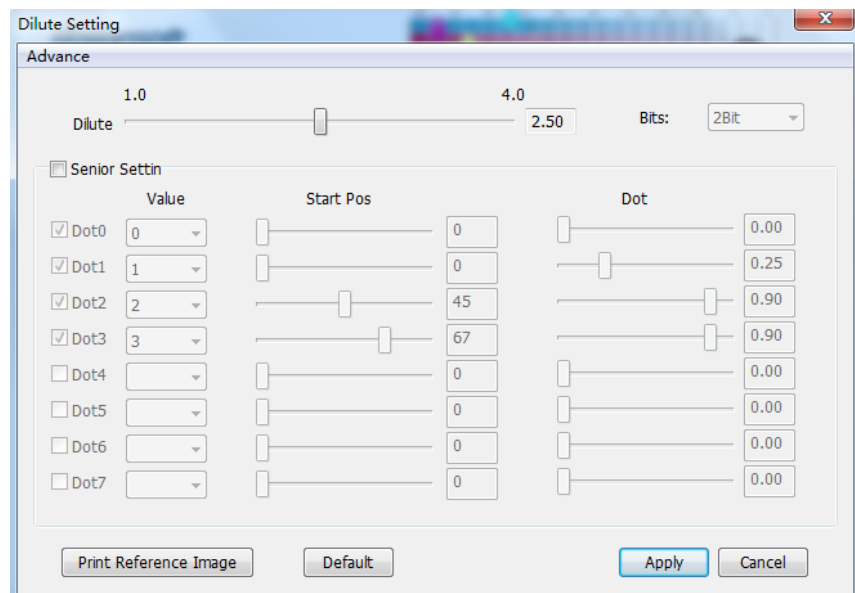 Dilute Setting
Advance
1.0 4.0
Dilute 2.50 Bits: 2Bit
Senior Settin
Value Start Pos Dot
Dot0 0 0 0.00
Dot1 1 0 0.25
Dot2 2 45 0.90
Dot3 3 67 0.90
Dot4 0 0.00
Dot5 0 0.00
Dot6 0 0.00
Dot7 0 0.00
Print Reference Image Default Apply Cancel